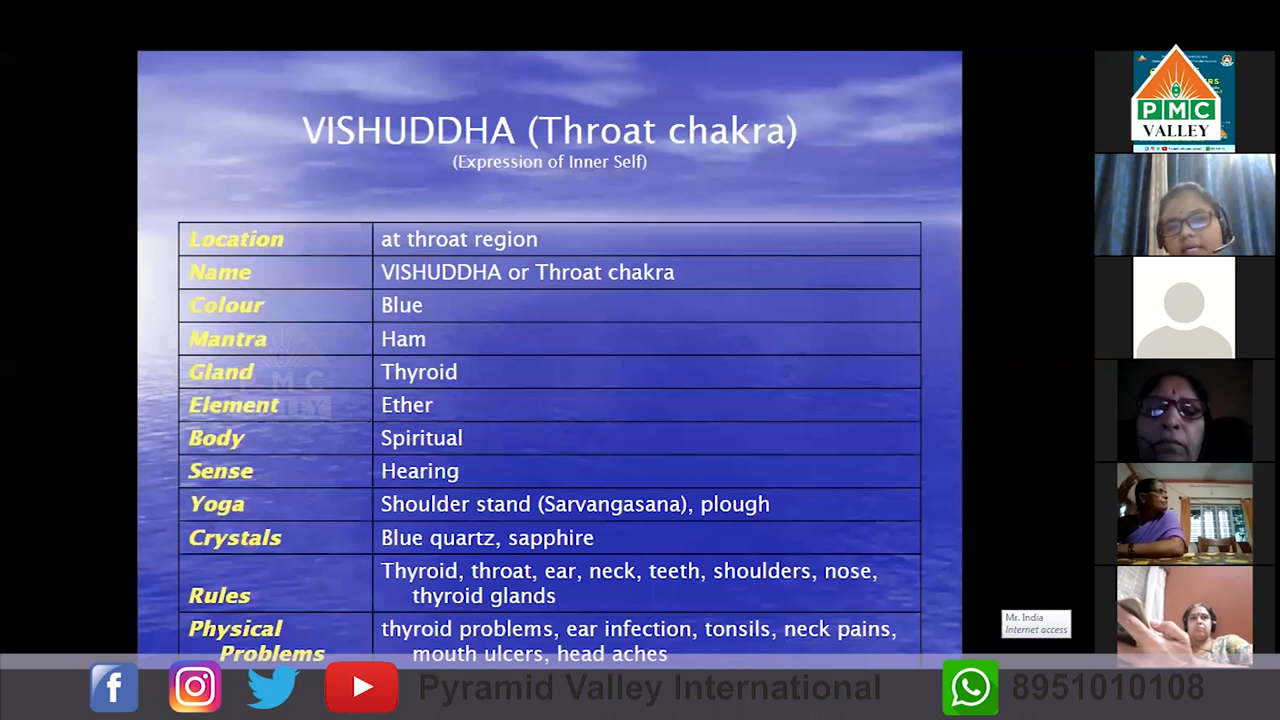 VISHUDDHA (Throat chakra)
(Expression of Inner Self)
Location at throat region
Name VISHUDDHA or Throat chakra
Colour Blue
Mantra Ham
Gland Thyroid
Element Ether
Body Spiritual
Sense Hearing
Yoga Shoulder stand (Sarvangasana), plough
Crystals Blue quartz, sapphire
Rules Thyroid, throat, ear, neck, teeth, shoulders, nose,
thyroid glands
Physical thyroid problems, ear infection, tonsils, neck pains,
Problems mouth ulcers, head aches
PMC
VALLEY
Mr. India
Internet access
Pyramid Valley International
8951010108